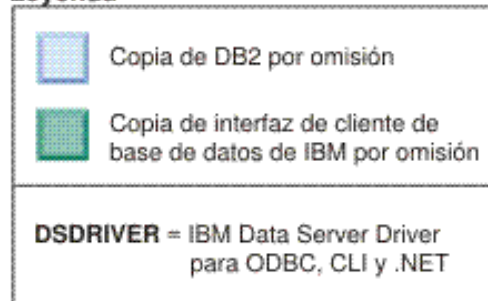 Leyenda
Copia de DB2 por omisión
Copia de interfaz de cliente de
base de datos de IBM por omisión
DSDRIVER = IBM Data Server Driver
para ODBC, CLI y .NET